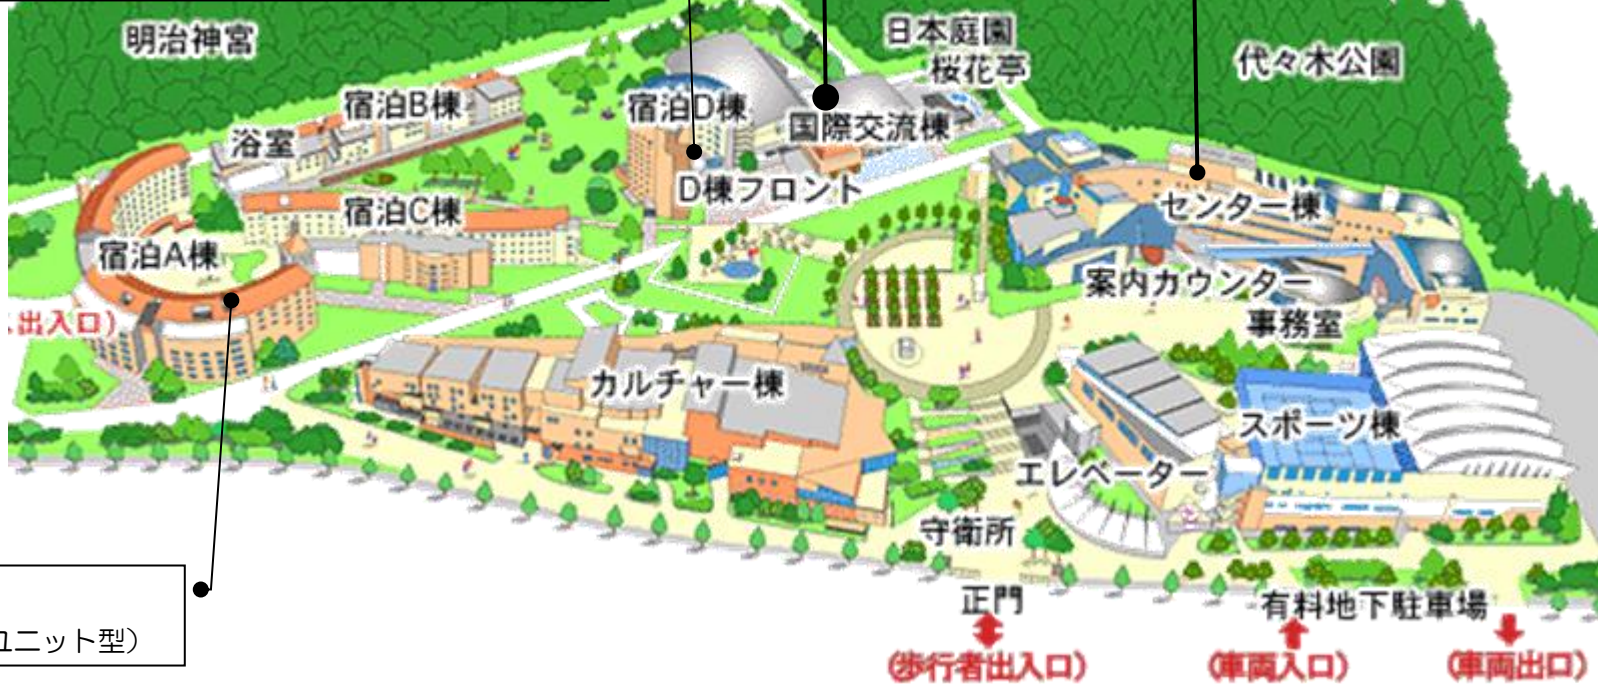 明治神宮
日本庭園
桜花亭
代々木公園
宿泊B棟
宿泊D棟
国際交流棟
浴室
D棟フロント
宿泊C棟
センター棟
宿泊A棟
案内カウンター
事務室
出入口)
カルチャー棟
スポーツ棟
エレベーター
守衛所
正門
有料地下駐車場
(歩行者出入口)
(車両入口)
(車両出口)
ユニット型)